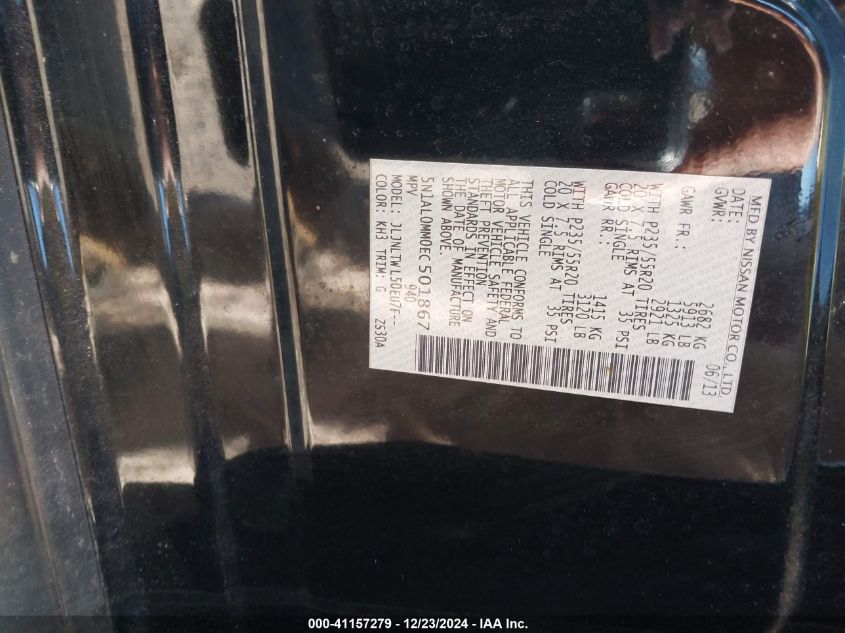 MFD BY NISSAN MOTOR CO., LTD.
DATE: 06/13
GVWR: 2682 KG
5913 LB
GAWR FR.: 1325 KG
2921 LB
WITH P235/55R20 TIRES
20 X 7.5 RIMS AT 35 PSI
COLD SINGLE
GAWR RR.: 1415 KG
3120 LB
WITH P235/55R20 TIRES
20 X 7.5 RIMS AT 35 PSI
COLD SINGLE
THIS VEHICLE CONFORMS TO
ALL APPLICABLE FEDERAL
MOTOR VEHICLE SAFETY AND
THEFT PREVENTION
STANDARDS IN EFFECT ON
THE DATE OF MANUFACTURE
SHOWN ABOVE.
5N1AL0MM0EC501867
MPV 940
MODEL: JLJNLTWL50EU7F--
COLOR: KH3 TRIM: G ZS30A
000-41157279 - 12/23/2024 - IAA Inc.